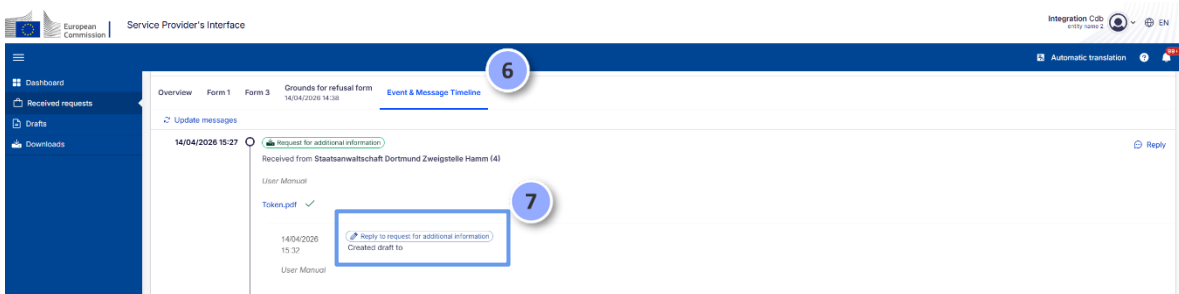 European
Commission
Service Provider's Interface
Integration Cdb
entity name 2
EN
Automatic translation
99+
Dashboard
Received requests
Drafts
Downloads
6
Overview
Form 1
Form 3
Grounds for refusal form
14/04/2026 14:38
Event & Message Timeline
Update messages
14/04/2026 15:27
Request for additional information
Reply
Received from Staatsanwaltschaft Dortmund Zweigstelle Hamm (4)
User Manual
Token.pdf
7
14/04/2026
15:32
Reply to request for additional information
Created draft to
User Manual